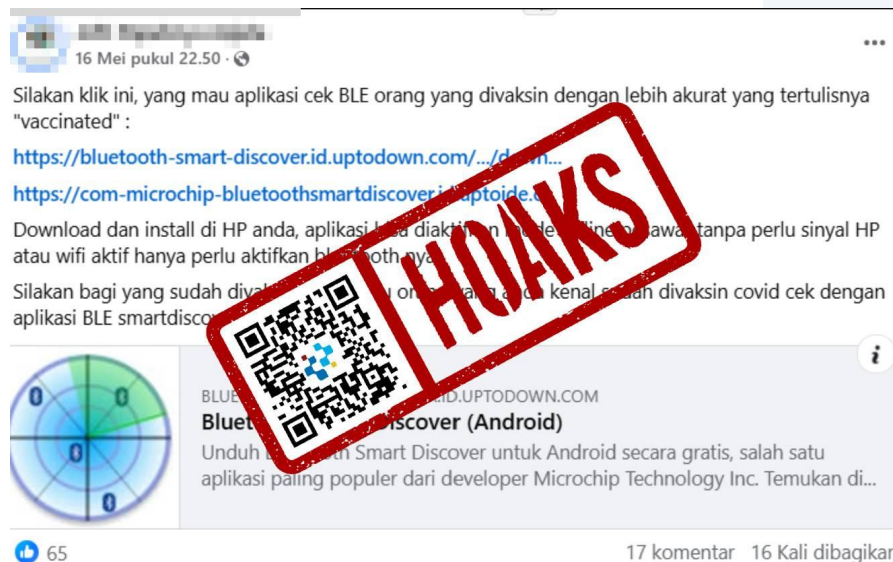 16 Mei pukul 22.50 ·
Silakan klik ini, yang mau aplikasi cek BLE orang yang divaksin dengan lebih akurat yang tertulisnya
"vaccinated" :
https://bluetooth-smart-discover.id.uptodown.com/.../d
https://com-microchip-bluetoothsmartdiscover
Download dan install di HP anda, aplikasi tanpa perlu sinyal HP
atau wifi aktif hanya perlu aktifkan
Silakan bagi yang sudah kenal divaksin covid cek dengan
aplikasi BLE
HOAKS
BLUE .ID.UPTODOWN.COM
Discover (Android)
Unduh Smart Discover untuk Android secara gratis, salah satu
aplikasi paling populer dari developer Microchip Technology Inc. Temukan di...
65
17 komentar 16 Kali dibagikan